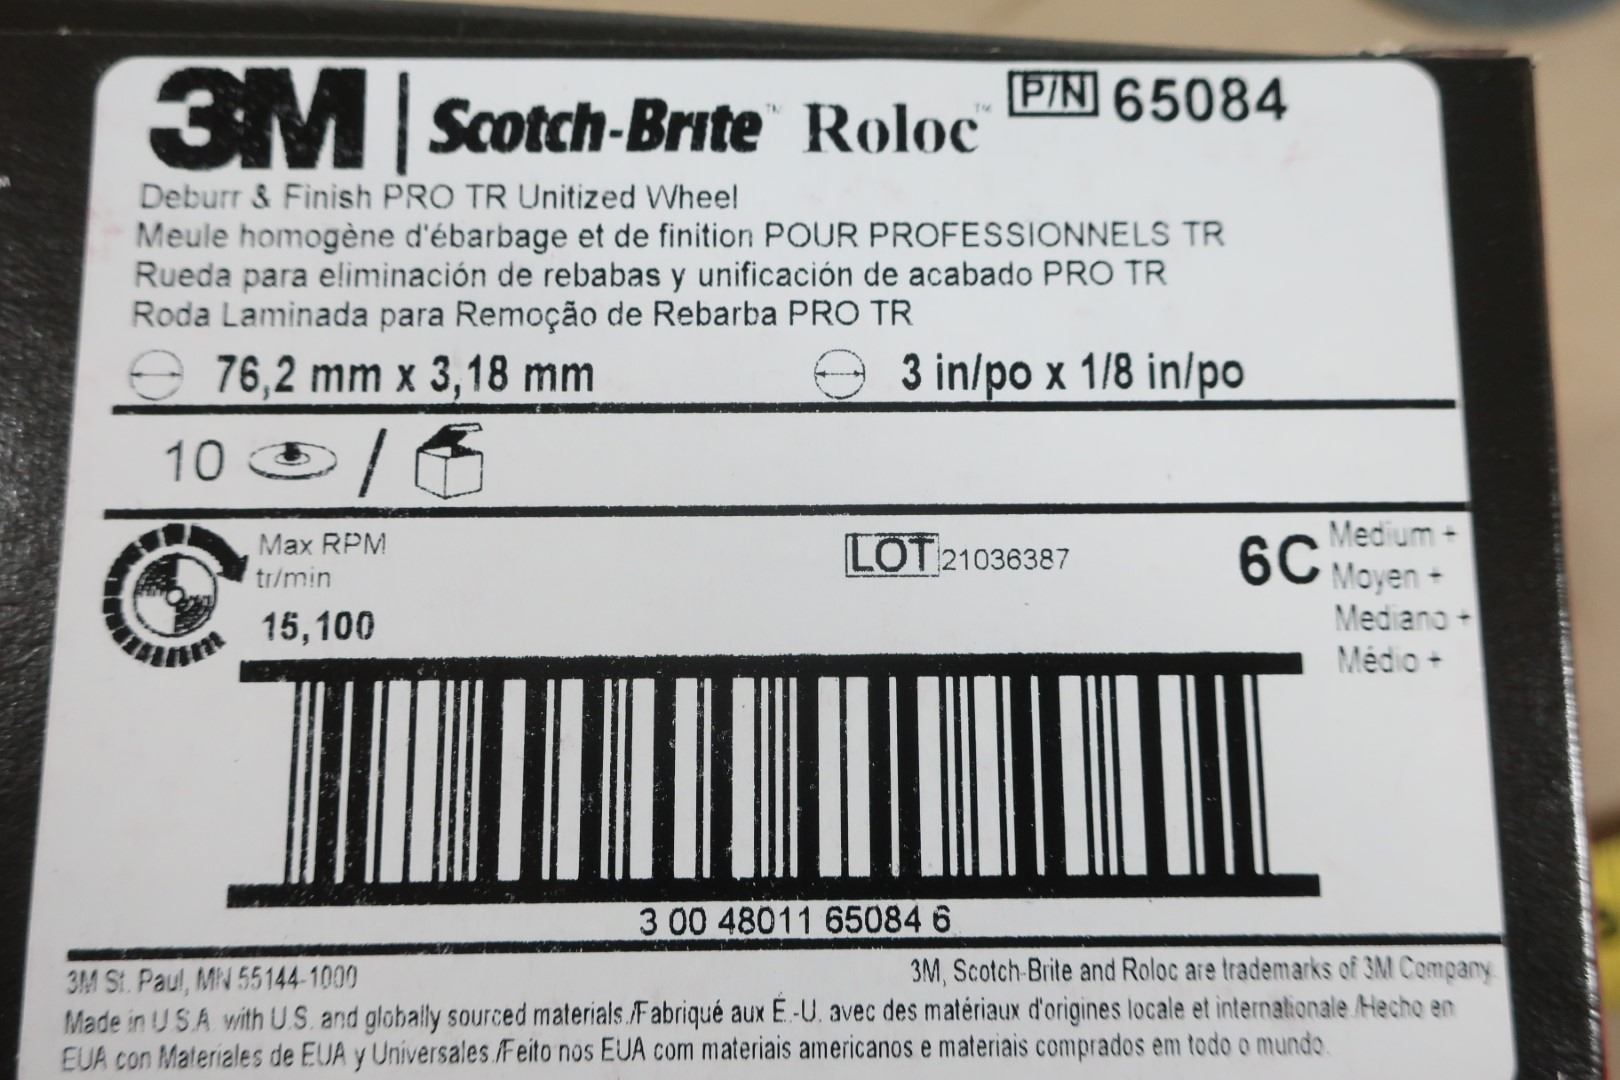 3M | Scotch-Brite™ Roloc™ P/N 65084
Deburr & Finish PRO TR Unitized Wheel
Meule homogène d'ébarbage et de finition POUR PROFESSIONNELS TR
Rueda para eliminación de rebabas y unificación de acabado PRO TR
Roda Laminada para Remoção de Rebarba PRO TR
76,2 mm x 3,18 mm 3 in/po x 1/8 in/po
10 /
Max RPM
tr/min
15,100
LOT 21036387
6C Medium +
Moyen +
Mediano +
Médio +
3 00 48011 65084 6
3M St. Paul, MN 55144-1000 3M, Scotch-Brite and Roloc are trademarks of 3M Company.
Made in U.S.A. with U.S. and globally sourced materials./Fabriqué aux É.-U. avec des matériaux d'origines locale et internationale./Hecho en
EUA con Materiales de EUA y Universales./Feito nos EUA com materiais americanos e materiais comprados em todo o mundo.